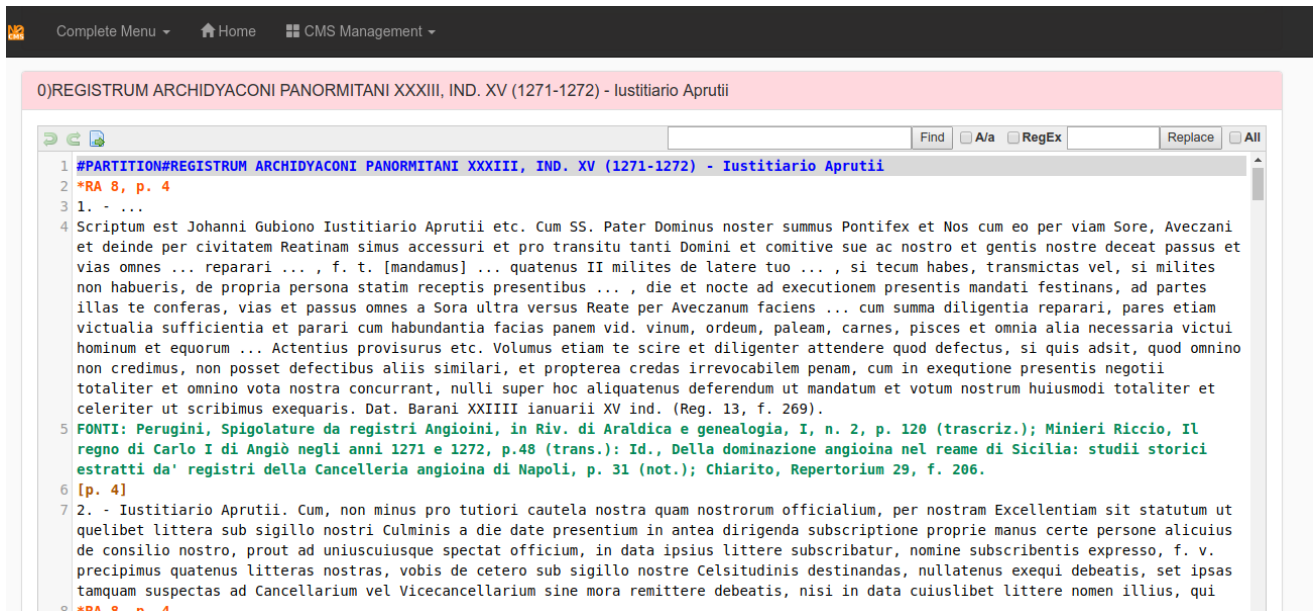 N2 CMS Complete Menu Home CMS Management
0)REGISTRUM ARCHIDYACONI PANORMITANI XXXIII, IND. XV (1271-1272) - Iustitiario Aprutii
Find A/a RegEx Replace All
1 #PARTITION#REGISTRUM ARCHIDYACONI PANORMITANI XXXIII, IND. XV (1271-1272) - Iustitiario Aprutii
2 *RA 8, p. 4
3 1. - ...
4 Scriptum est Johanni Gubiono Iustitiario Aprutii etc. Cum SS. Pater Dominus noster summus Pontifex et Nos cum eo per viam Sore, Aveczani
et deinde per civitatem Reatinam simus accessuri et pro transitu tanti Domini et comitive sue ac nostro et gentis nostre deceat passus et
vias omnes ... reparari ... , f. t. [mandamus] ... quatenus II milites de latere tuo ... , si tecum habes, transmictas vel, si milites
non habueris, de propria persona statim receptis presentibus ... , die et nocte ad executionem presentis mandati festinans, ad partes
illas te conferas, vias et passus omnes a Sora ultra versus Reate per Aveczanum faciens ... cum summa diligentia reparari, pares etiam
victualia sufficientia et parari cum habundantia facias panem vid. vinum, ordeum, paleam, carnes, pisces et omnia alia necessaria victui
hominum et equorum ... Actentius provisurus etc. Volumus etiam te scire et diligenter attendere quod defectus, si quis adsit, quod omnino
non credimus, non posset defectibus aliis similari, et propterea credas irrevocabilem penam, cum in exequtione presentis negotii
totaliter et omnino vota nostra concurrant, nulli super hoc aliquatenus deferendum ut mandatum et votum nostrum huiusmodi totaliter et
celeriter ut scribimus exequaris. Dat. Barani XXIIII ianuarii XV ind. (Reg. 13, f. 269).
5 FONTI: Perugini, Spigolature da registri Angioini, in Riv. di Araldica e genealogia, I, n. 2, p. 120 (trascriz.); Minieri Riccio, Il
regno di Carlo I di Angiò negli anni 1271 e 1272, p.48 (trans.): Id., Della dominazione angioina nel reame di Sicilia: studii storici
estratti da' registri della Cancelleria angioina di Napoli, p. 31 (not.); Chiarito, Repertorium 29, f. 206.
6 [p. 4]
7 2. - Iustitiario Aprutii. Cum, non minus pro tutiori cautela nostra quam nostrorum officialium, per nostram Excellentiam sit statutum ut
quelibet littera sub sigillo nostri Culminis a die date presentium in antea dirigenda subscriptione proprie manus certe persone alicuius
de consilio nostro, prout ad uniuscuiusque spectat officium, in data ipsius littere subscribatur, nomine subscribentis expresso, f. v.
precipimus quatenus litteras nostras, vobis de cetero sub sigillo nostre Celsitudinis destinandas, nullatenus exequi debeatis, set ipsas
tamquam suspectas ad Cancellarium vel Vicecancellarium sine mora remittere debeatis, nisi in data cuiuslibet littere nomen illius, qui
8 *RA 8, p. 4